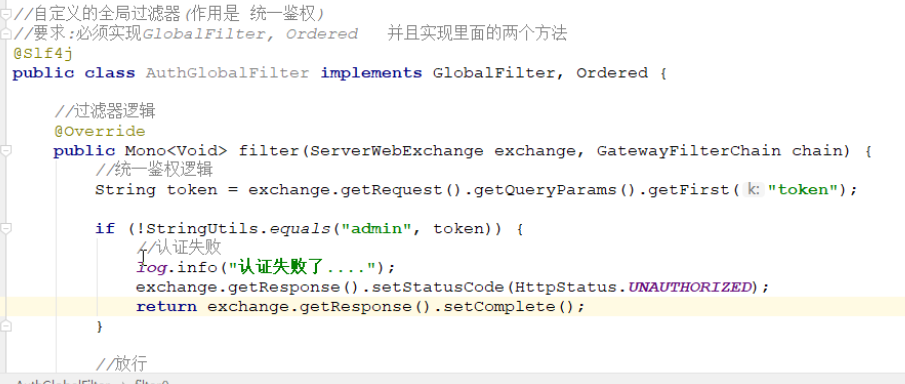 //自定义的全局过滤器(作用是 统一鉴权)
//要求:必须实现GlobalFilter, Ordered 并且实现里面的两个方法
@Slf4j
public class AuthGlobalFilter implements GlobalFilter, Ordered {
//过滤器逻辑
@Override
public Mono<Void> filter(ServerWebExchange exchange, GatewayFilterChain chain) {
//统一鉴权逻辑
String token = exchange.getRequest().getQueryParams().getFirst( k: "token");
if (!StringUtils.equals("admin", token)) {
//认证失败
log.info("认证失败了....");
exchange.getResponse().setStatusCode(HttpStatus.UNAUTHORIZED);
return exchange.getResponse().setComplete();
}
//放行